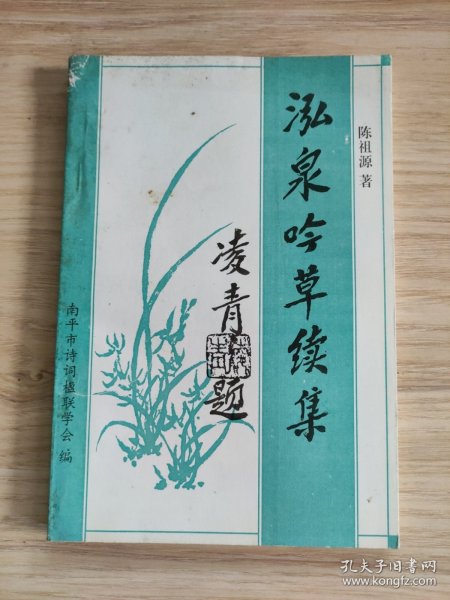 泓泉吟草续集
陈祖源 著
凌青题
南平市诗词楹联学会 编
孔夫子旧书网
www.kongfz.com